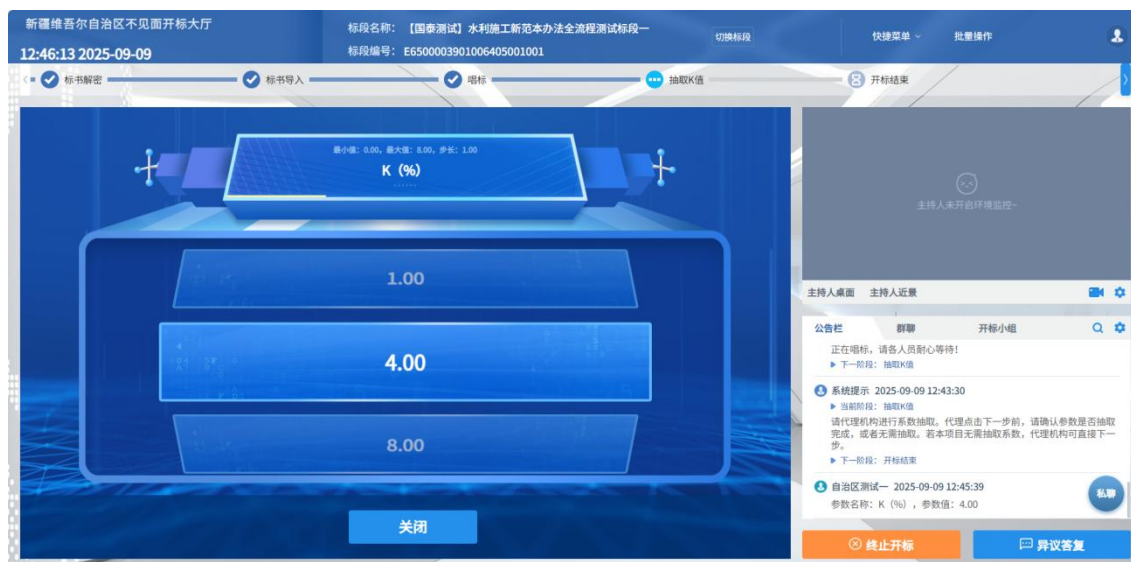 新疆维吾尔自治区不见面开标大厅
标段名称： 【国泰测试】水利施工新范本办法全流程测试标段一
切换标段
快捷菜单
批量操作
12:46:13 2025-09-09
标段编号： E6500003901006405001001
标书解密
标书导入
唱标
抽取K值
开标结束
最小值：0.00，最大值：8.00，步长：1.00
K（%）
1.00
4.00
8.00
关闭
主持人未开启环境监控~
主持人桌面
主持人近景
公告栏
群聊
开标小组
正在唱标，请各人员耐心等待！
下一阶段： 抽取K值
系统提示 2025-09-09 12:43:30
当前阶段： 抽取K值
请代理机构进行系数抽取。代理点击下一步前，请确认参数是否抽取
完成，或者无需抽取。若本项目无需抽取系数，代理机构可直接下一
步。
下一阶段： 开标结束
自治区测试一 2025-09-09 12:45:39
参数名称：K（%），参数值：4.00
私聊
终止开标
异议答复